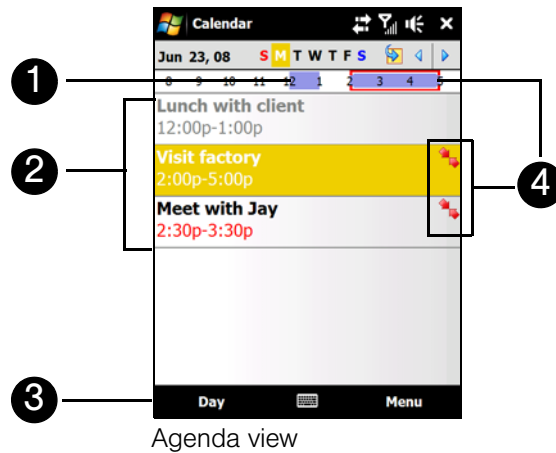 Calendar
Jun 23, 08 S M T W T F S
8 9 10 11 12 1 2 3 4 5
1
Lunch with client
12:00p-1:00p
2
Visit factory
2:00p-5:00p
4
Meet with Jay
2:30p-3:30p
3
Day Menu
Agenda view